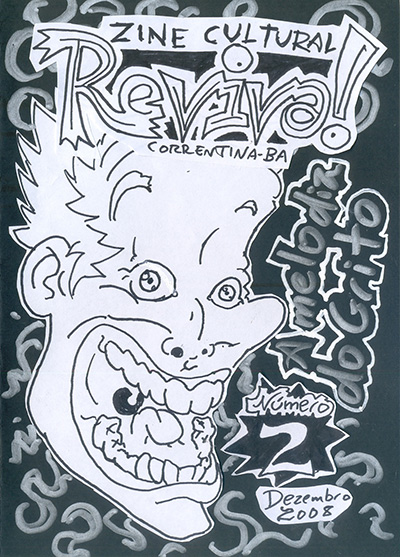 ZINE CULTURAL
Reviva!
CORRENTINA-BA
A melodia
do Grito
Número
2
Dezembro
2008